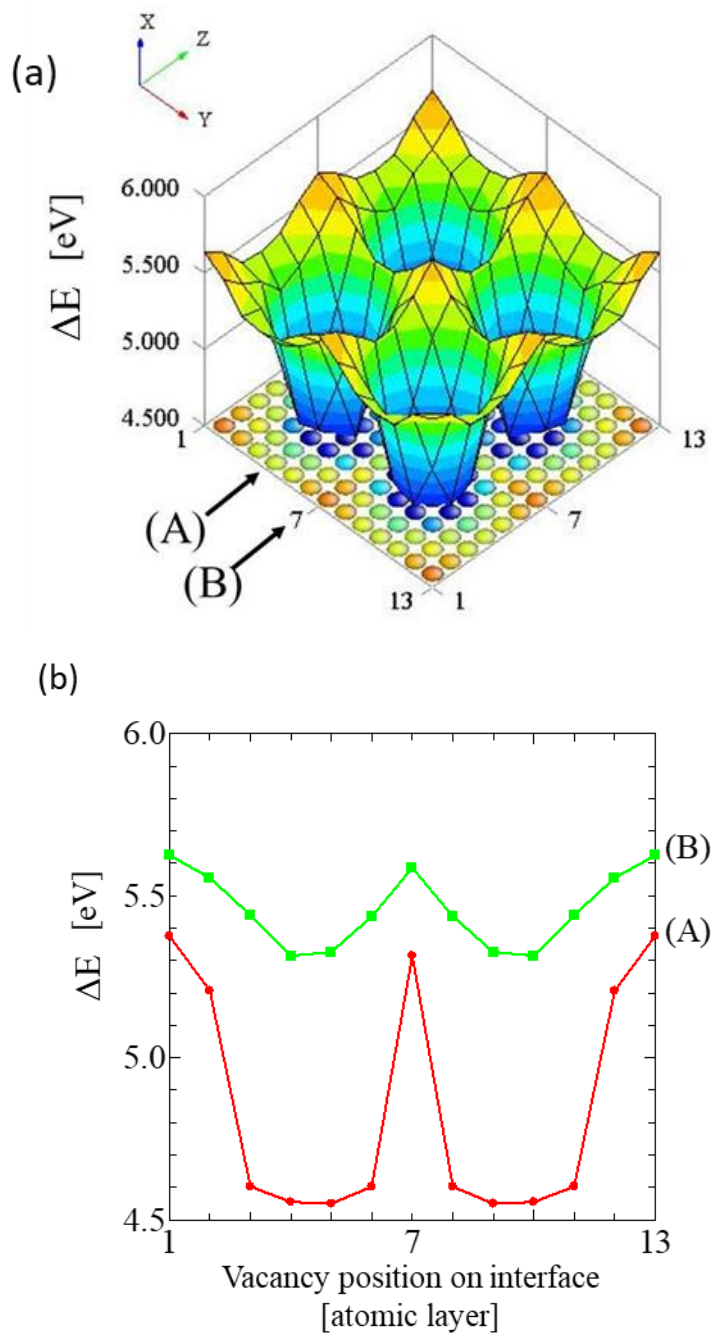 (a)
X
Z
Y
ΔE [eV]
6.000
5.500
5.000
4.500
1
7
13
1
7
13
(A)
(B)
(b)
ΔE [eV]
6.0
5.5
5.0
4.5
(B)
(A)
1
7
13
Vacancy position on interface
[atomic layer]